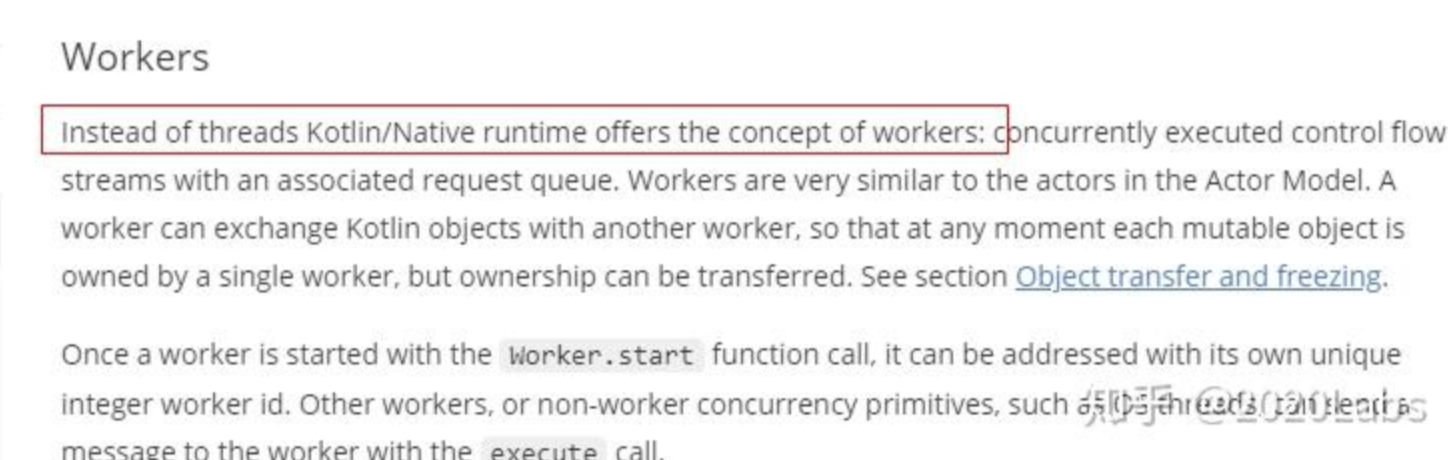 Workers
Instead of threads Kotlin/Native runtime offers the concept of workers: concurrently executed control flow
streams with an associated request queue. Workers are very similar to the actors in the Actor Model. A
worker can exchange Kotlin objects with another worker, so that at any moment each mutable object is
owned by a single worker, but ownership can be transferred. See section Object transfer and freezing.
Once a worker is started with the Worker.start function call, it can be addressed with its own unique
integer worker id. Other workers, or non-worker concurrency primitives, such as OS threads, can send a
message to the worker with the execute call.
知乎 @2020Labs